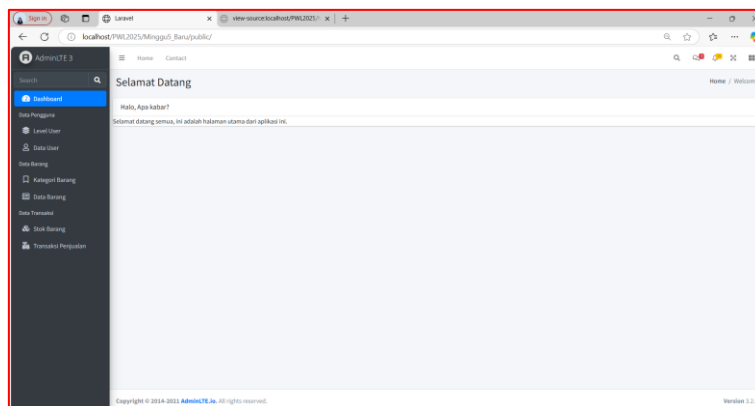 Sign in
Laravel
view-source:localhost/PWL2025/
localhost/PWL2025/Minggu5_Baru/public/
AdminLTE 3
Home Contact
Search
Selamat Datang
Home / Welcom
Dashboard
Halo, Apa kabar?
Data Pengguna
Selamat datang semua, ini adalah halaman utama dari aplikasi ini.
Level User
Data User
Data Barang
Kategori Barang
Data Barang
Data Transaksi
Stok Barang
Transaksi Penjualan
Copyright © 2014-2021 AdminLTE.io. All rights reserved.
Version